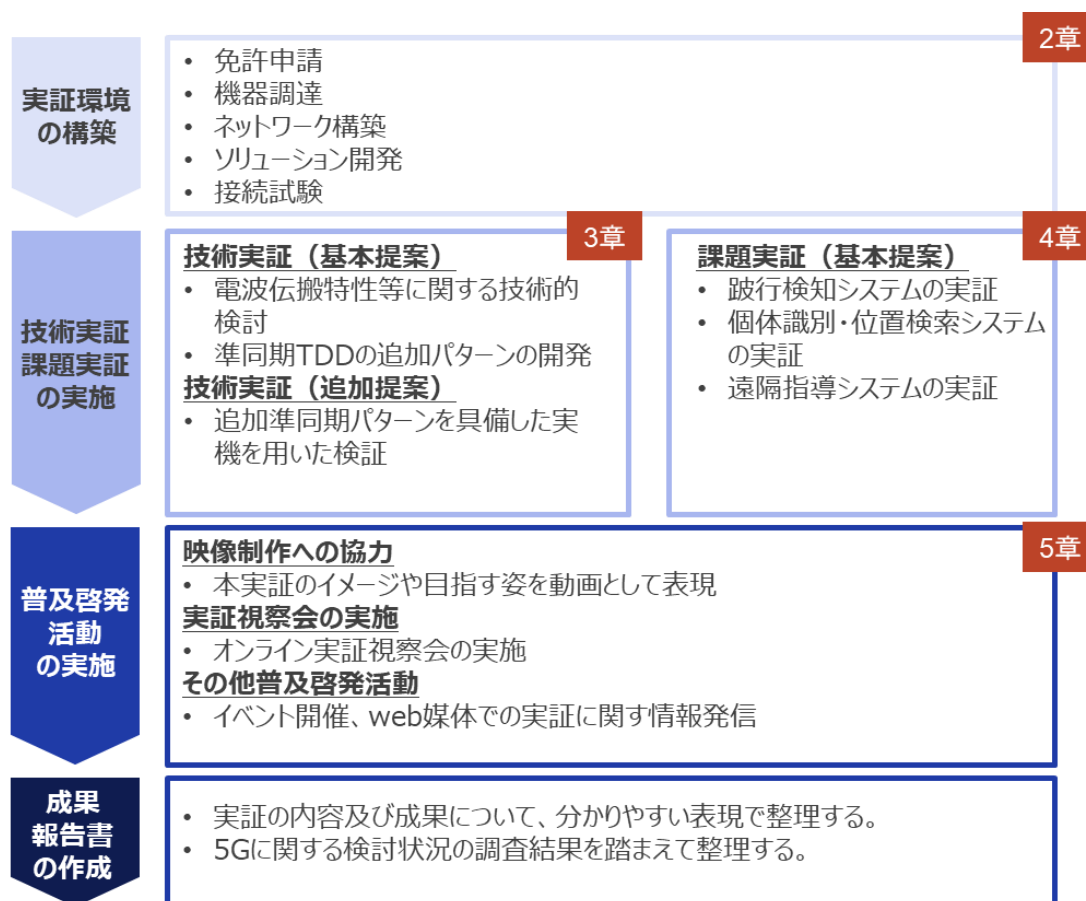 2章
実証環境
の構築
• 免許申請
• 機器調達
• ネットワーク構築
• ソリューション開発
• 接続試験
技術実証
課題実証
の実施
3章
技術実証（基本提案）
• 電波伝搬特性等に関する技術的
検討
• 準同期TDDの追加パターンの開発
技術実証（追加提案）
• 追加準同期パターンを具備した実
機を用いた検証
4章
課題実証（基本提案）
• 跛行検知システムの実証
• 個体識別・位置検索システム
の実証
• 遠隔指導システムの実証
普及啓発
活動
の実施
5章
映像制作への協力
• 本実証のイメージや目指す姿を動画として表現
実証視察会の実施
• オンライン実証視察会の実施
その他普及啓発活動
• イベント開催、web媒体での実証に関す情報発信
成果
報告書
の作成
• 実証の内容及び成果について、分かりやすい表現で整理する。
• 5Gに関する検討状況の調査結果を踏まえて整理する。